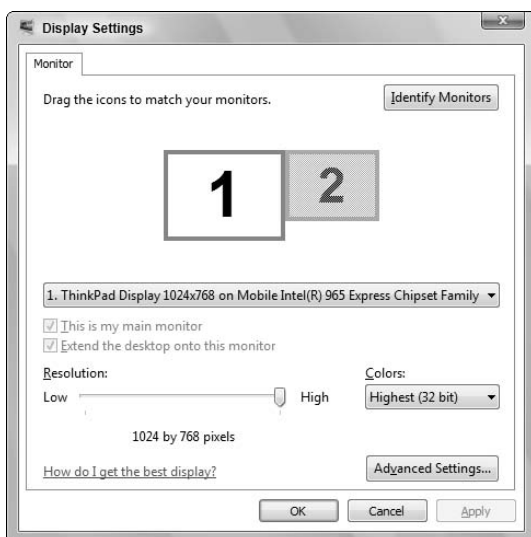 Display Settings
Monitor
Drag the icons to match your monitors.
Identify Monitors
1
2
1. ThinkPad Display 1024x768 on Mobile Intel(R) 965 Express Chipset Family
This is my main monitor
Extend the desktop onto this monitor
Resolution:
Colors:
Low
High
Highest (32 bit)
1024 by 768 pixels
How do I get the best display?
Advanced Settings...
OK
Cancel
Apply